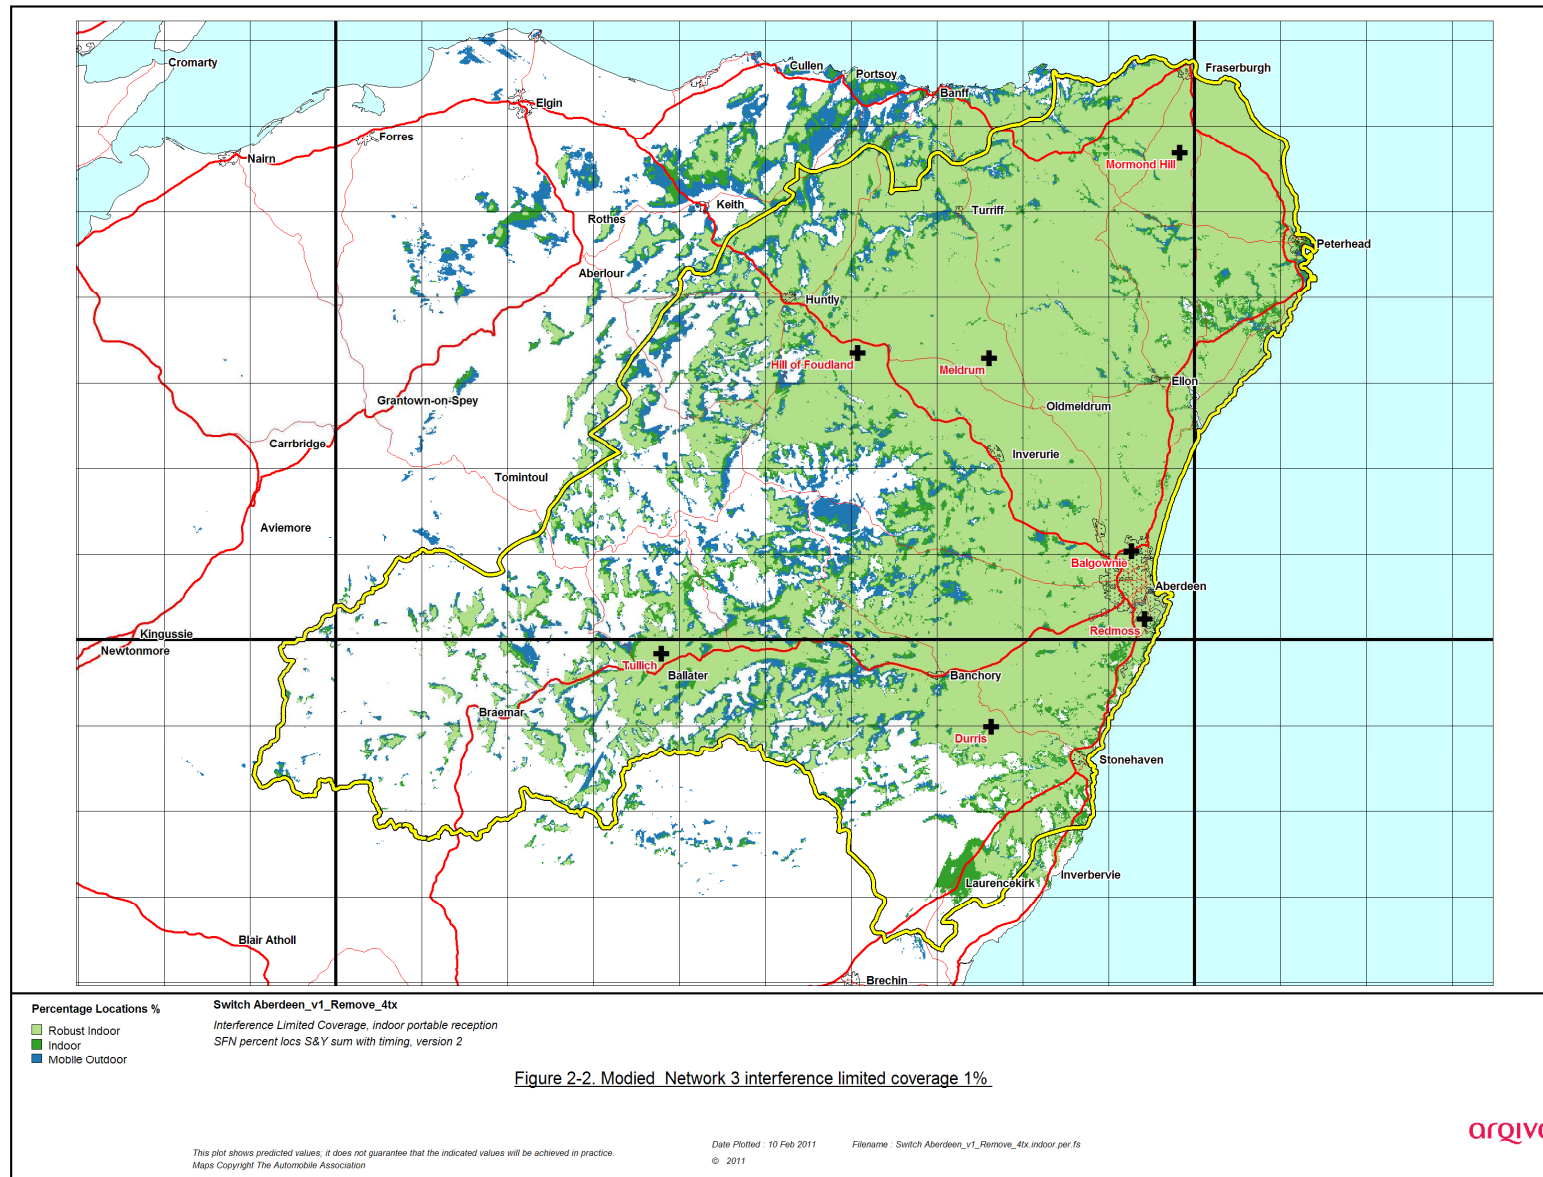 Cromarty
Cullen
Portsoy
Fraserburgh
Banff
Elgin
Forres
Nairn
Mormond Hill
Keith
Turriff
Rothes
Peterhead
Aberlour
Huntly
Hill of Foudland
Meldrum
Ellon
Grantown-on-Spey
Oldmeldrum
Carrbridge
Inverurie
Tomintoul
Aviemore
Balgownie
Aberdeen
Redmoss
Kingussie
Newtonmore
Tullich
Ballater
Banchory
Braemar
Durris
Stonehaven
Laurencekirk
Inverbervie
Blair Atholl
Brechin
Percentage Locations %
Robust Indoor
Indoor
Mobile Outdoor
Switch Aberdeen_v1_Remove_4tx
Interference Limited Coverage, indoor portable reception
SFN percent locs S&Y sum with timing, version 2
Figure 2-2. Modied  Network 3 interference limited coverage 1%
This plot shows predicted values; it does not guarantee that the indicated values will be achieved in practice.
Maps Copyright The Automobile Association
Date Plotted : 10 Feb 2011
Filename : Switch Aberdeen_v1_Remove_4tx.indoor.per.fs
© 2011
arqiva